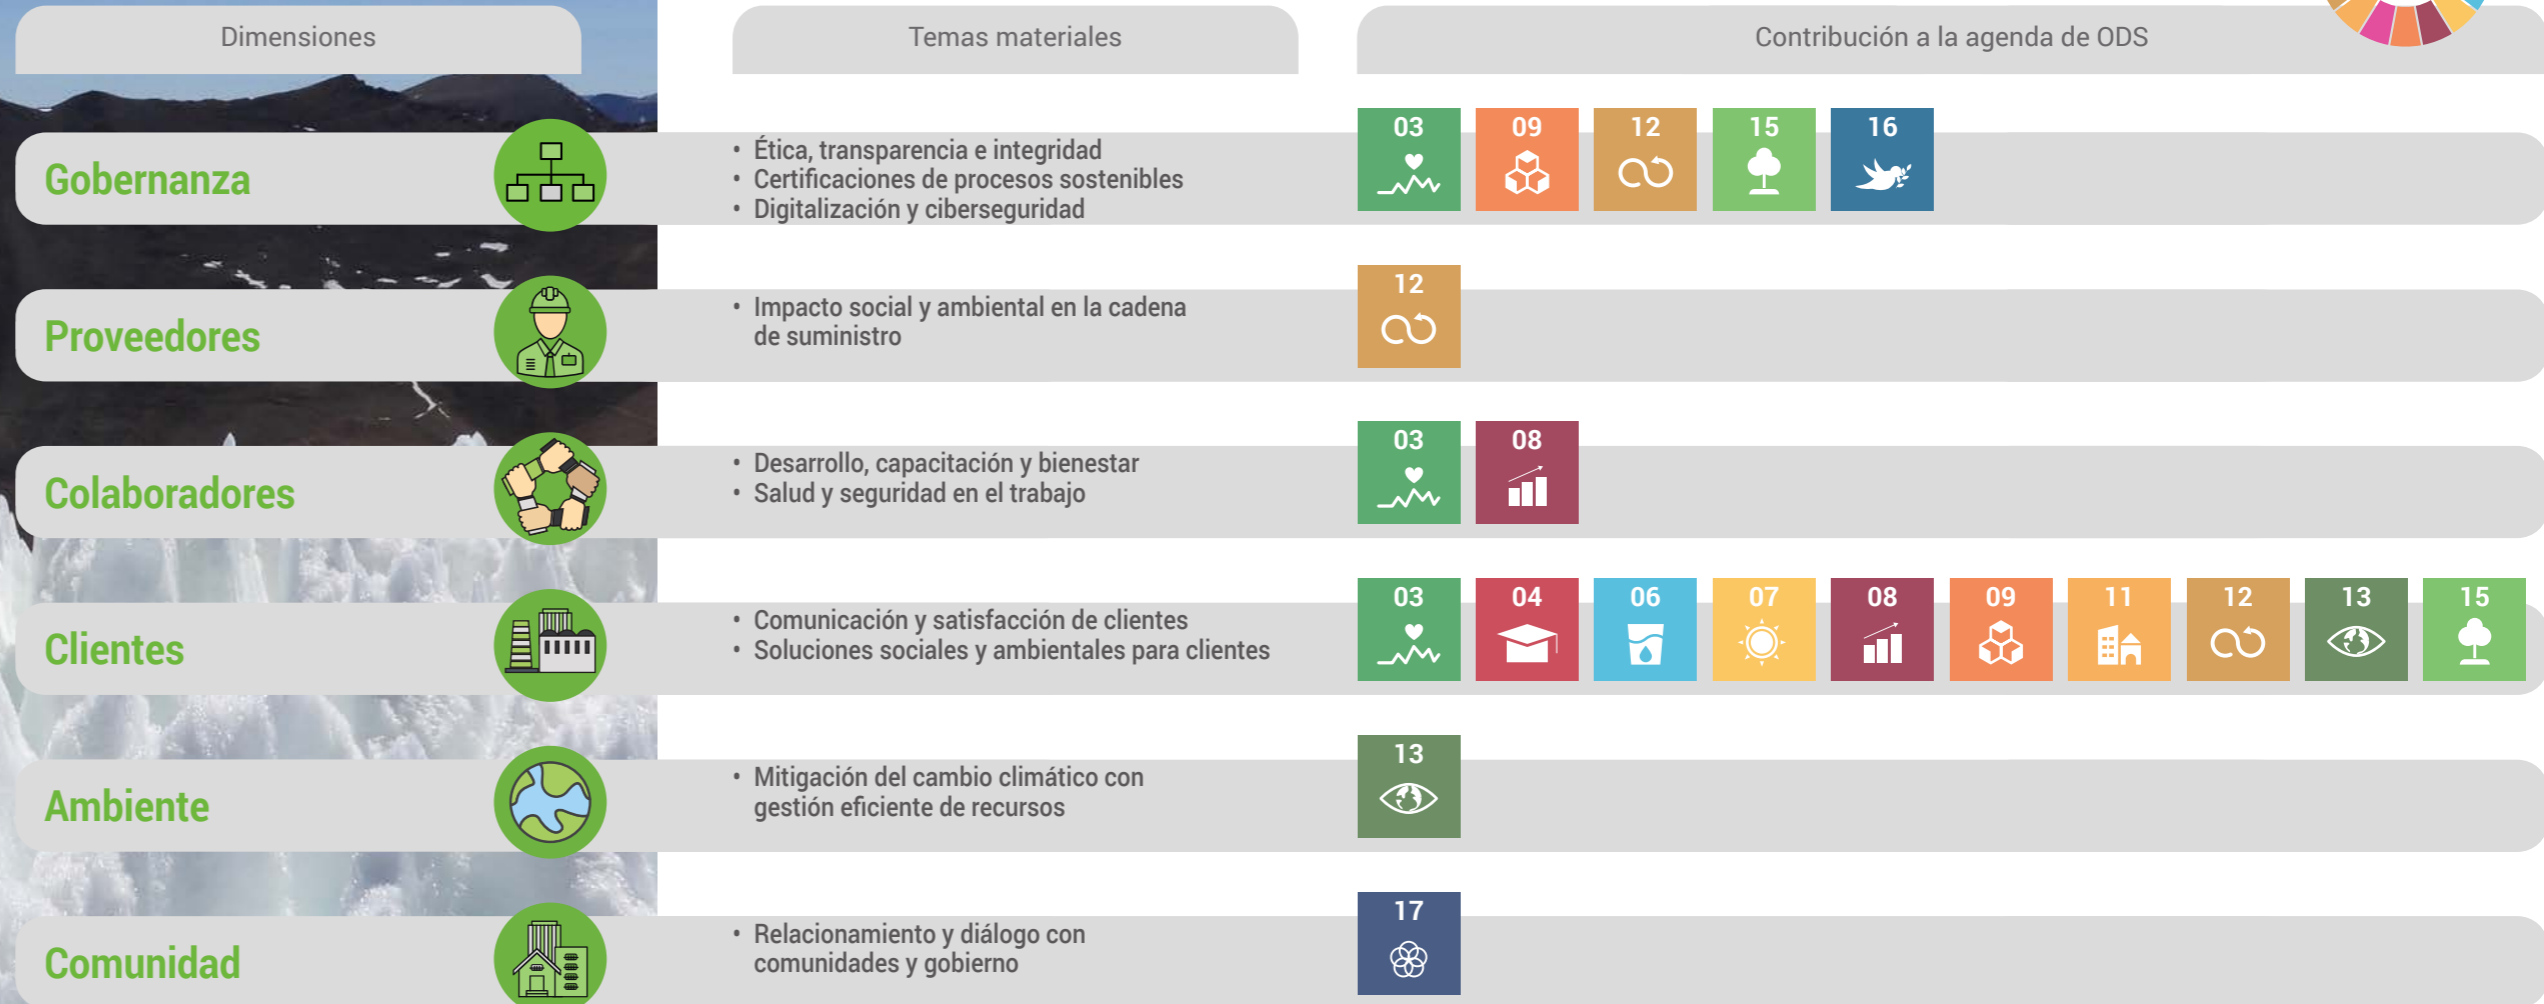 Dimensiones
Temas materiales
Contribución a la agenda de ODS
Gobernanza
• Ética, transparencia e integridad
• Certificaciones de procesos sostenibles
• Digitalización y ciberseguridad
03 09 12 15 16
Proveedores
• Impacto social y ambiental en la cadena
de suministro
12
Colaboradores
• Desarrollo, capacitación y bienestar
• Salud y seguridad en el trabajo
03 08
Clientes
• Comunicación y satisfacción de clientes
• Soluciones sociales y ambientales para clientes
03 04 06 07 08 09 11 12 13 15
Ambiente
• Mitigación del cambio climático con
gestión eficiente de recursos
13
Comunidad
• Relacionamiento y diálogo con
comunidades y gobierno
17